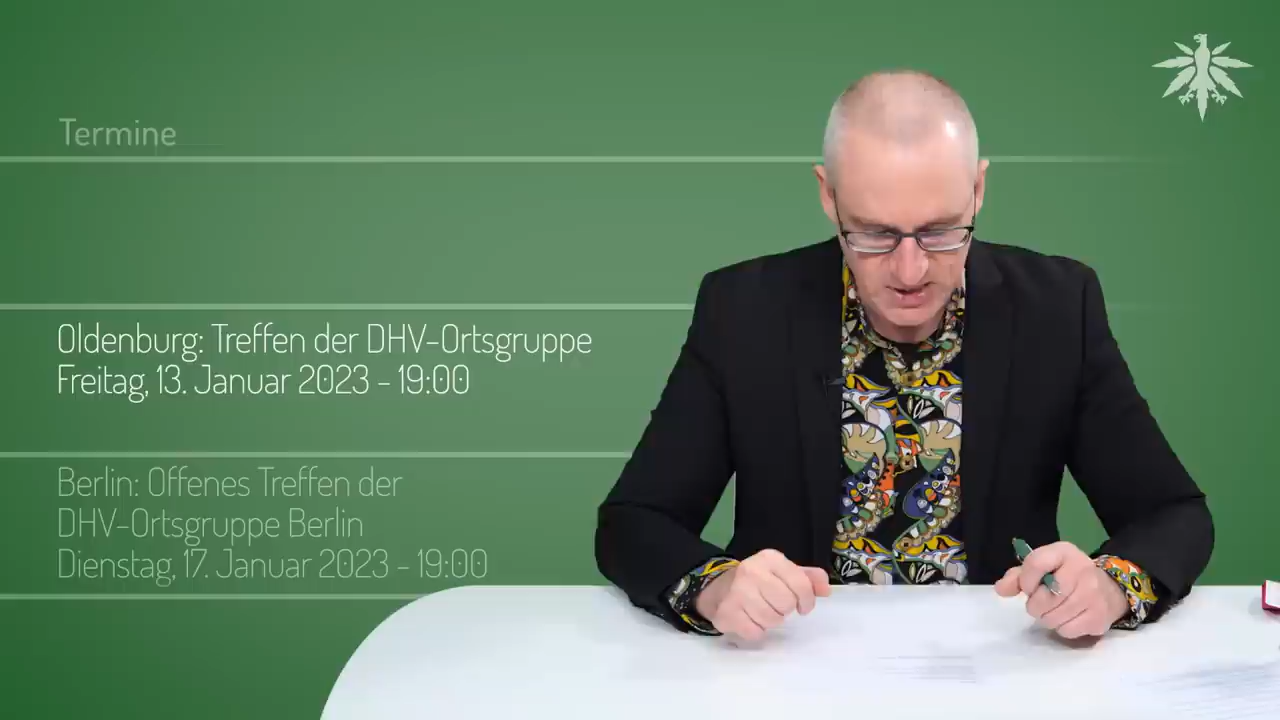 Termine
Oldenburg: Treffen der DHV-Ortsgruppe
Freitag, 13. Januar 2023 - 19:00
Berlin: Offenes Treffen der
DHV-Ortsgruppe Berlin
Dienstag, 17. Januar 2023 - 19:00